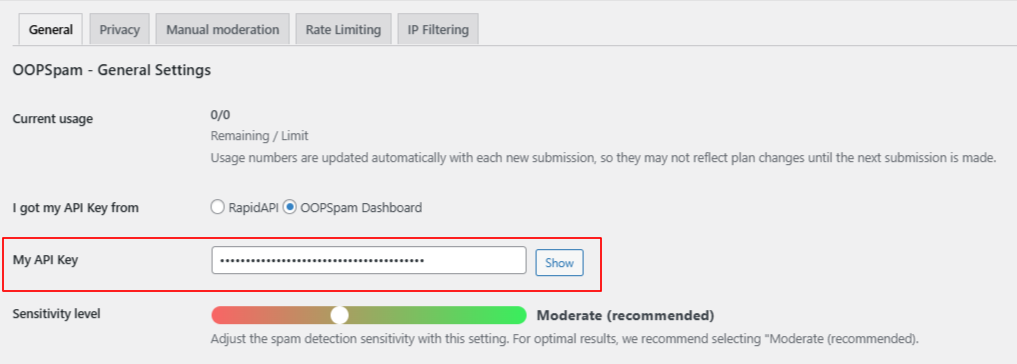 General Privacy Manual moderation Rate Limiting IP Filtering
OOPSpam - General Settings
Current usage 0/0
Remaining / Limit
Usage numbers are updated automatically with each new submission, so they may not reflect plan changes until the next submission is made.
I got my API Key from RapidAPI OOPSpam Dashboard
My API Key •••••••••••••••••••••••••••••••••••••••• Show
Sensitivity level Moderate (recommended)
Adjust the spam detection sensitivity with this setting. For optimal results, we recommend selecting "Moderate (recommended).